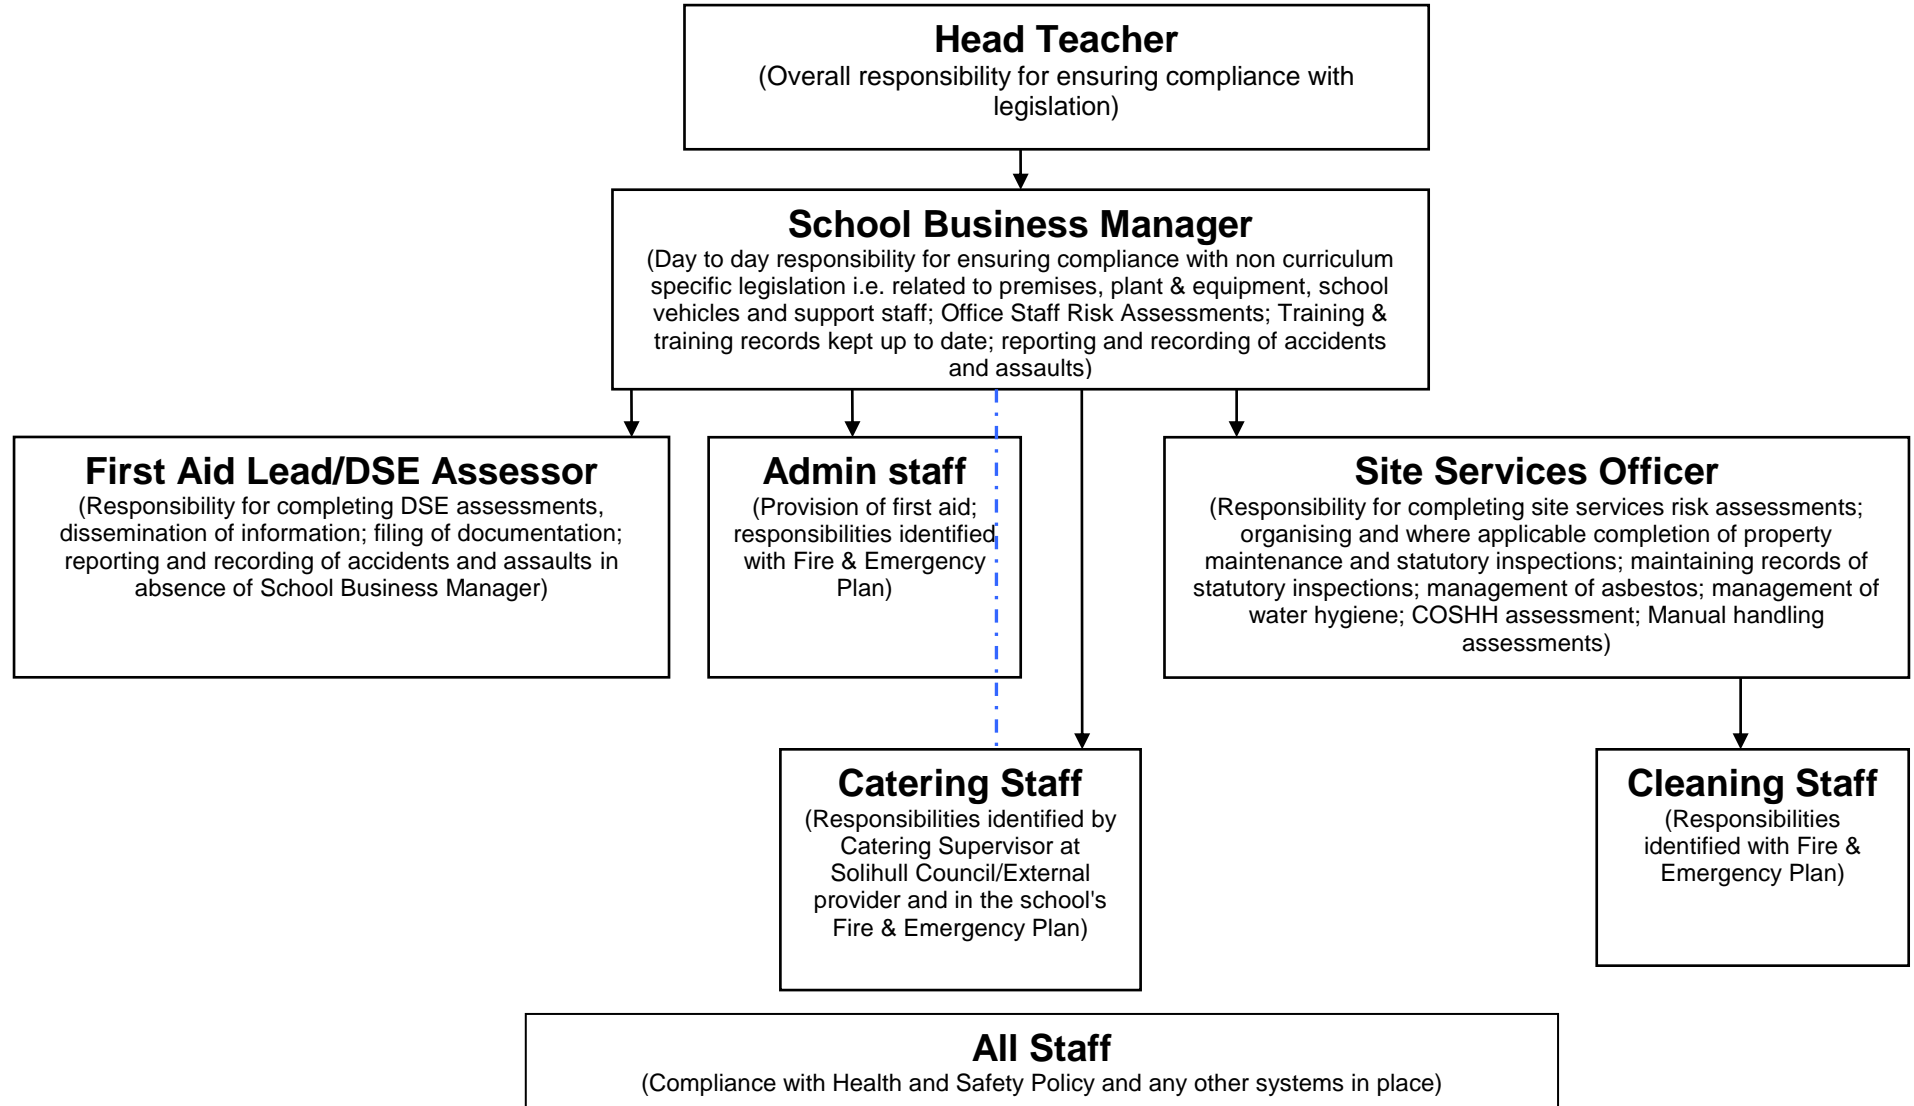 Head Teacher
(Overall responsibility for ensuring compliance with
legislation)
School Business Manager
(Day to day responsibility for ensuring compliance with non curriculum
specific legislation i.e. related to premises, plant & equipment, school
vehicles and support staff; Office Staff Risk Assessments; Training &
training records kept up to date; reporting and recording of accidents
and assaults)
First Aid Lead/DSE Assessor
(Responsibility for completing DSE assessments,
dissemination of information; filing of documentation;
reporting and recording of accidents and assaults in
absence of School Business Manager)
Admin staff
(Provision of first aid;
responsibilities identified
with Fire & Emergency
Plan)
Site Services Officer
(Responsibility for completing site services risk assessments;
organising and where applicable completion of property
maintenance and statutory inspections; maintaining records of
statutory inspections; management of asbestos; management of
water hygiene; COSHH assessment; Manual handling
assessments)
Catering Staff
(Responsibilities identified by
Catering Supervisor at
Solihull Council/External
provider and in the school's
Fire & Emergency Plan)
Cleaning Staff
(Responsibilities
identified with Fire &
Emergency Plan)
All Staff
(Compliance with Health and Safety Policy and any other systems in place)